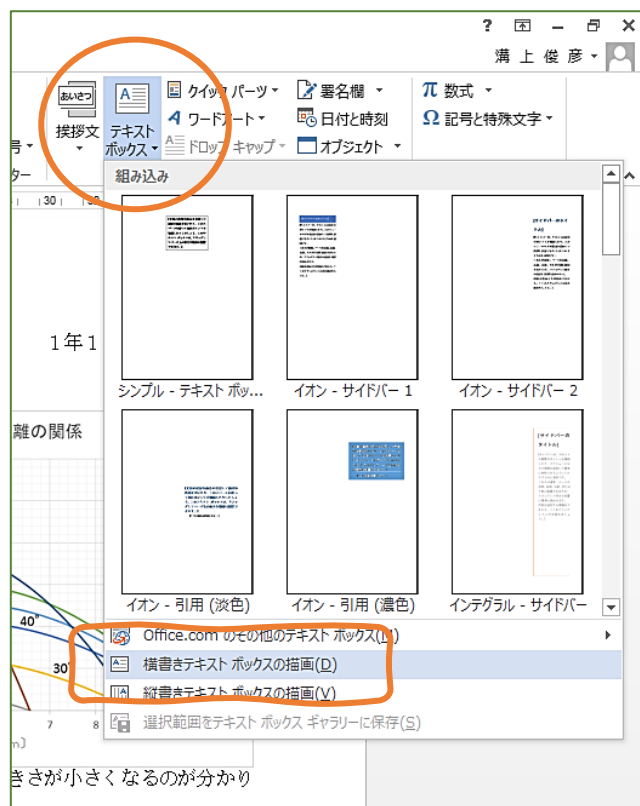 ?
溝上俊彦
あいさつ
挨拶文
テキスト
ボックス
クイック パーツ
ワードアート
ドロップ キャップ
署名欄
日付と時刻
オブジェクト
π 数式
Ω 記号と特殊文字
号
ター
組み込み
30
シンプル - テキスト ボッ...
イオン - サイドバー 1
イオン - サイドバー 2
1年1
離の関係
イオン - 引用 (淡色)
イオン - 引用 (濃色)
インテグラル - サイドバー
40°
30°
7 8
Office.com のその他のテキスト ボックス(M)
横書きテキスト ボックスの描画(D)
縦書きテキスト ボックスの描画(V)
選択範囲をテキスト ボックス ギャラリーに保存(S)
きさが小さくなるのが分かり